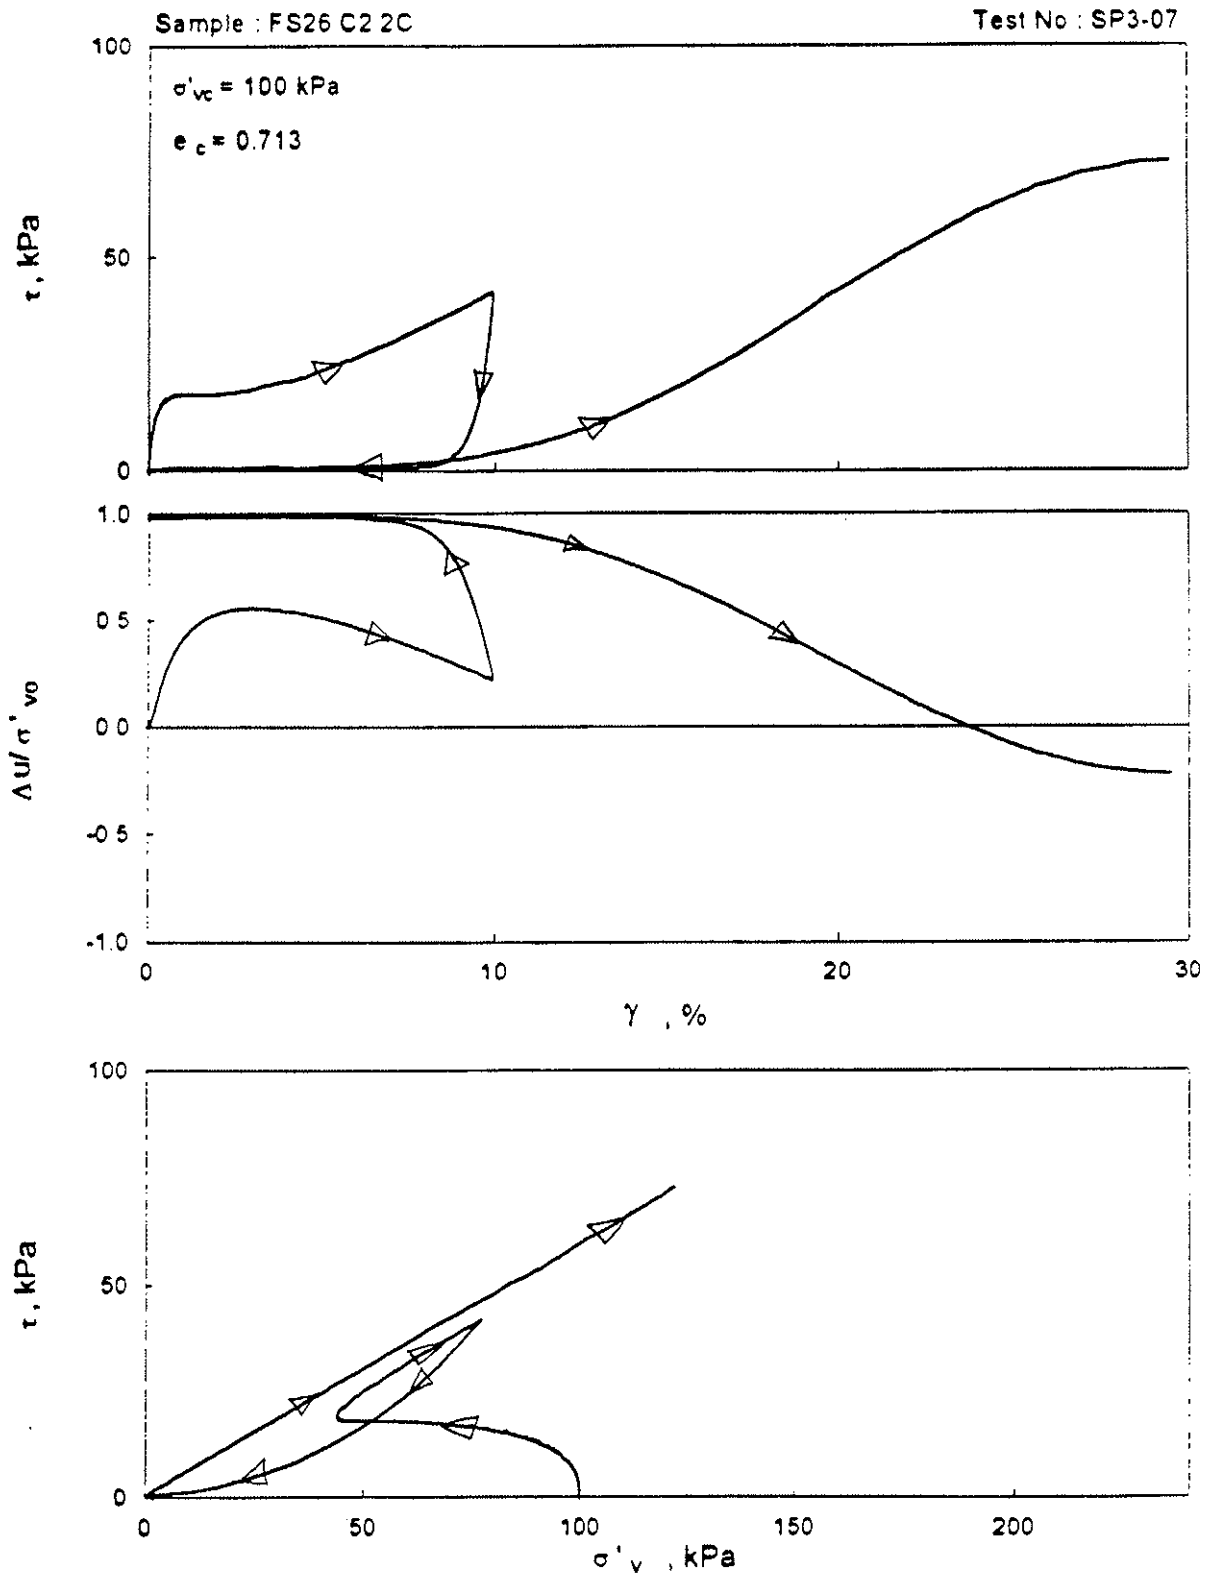 Sample : FS26 C2 2C
Test No : SP3-07
100
σ'vc = 100 kPa
e c = 0.713
τ, kPa
50
0
1.0
0 5
Δu/σ'vo
0 0
-0 5
-1.0
0
10
20
30
γ , %
100
τ, kPa
50
0
0
50
100
150
200
σ'v , kPa